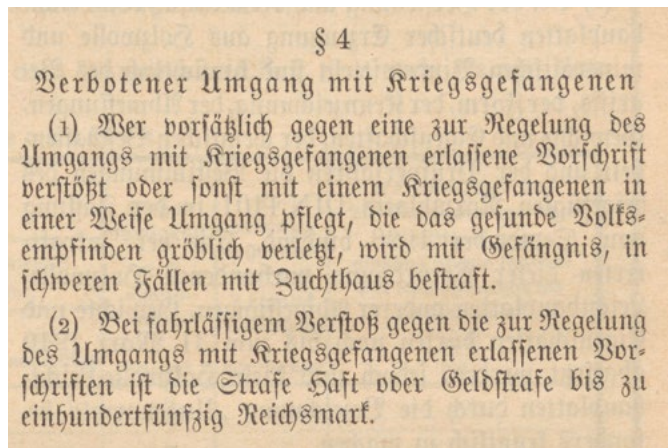 § 4
Verbotener Umgang mit Kriegsgefangenen
(1) Wer vorsätzlich gegen eine zur Regelung des
Umgangs mit Kriegsgefangenen erlassene Vorschrift
verstößt oder sonst mit einem Kriegsgefangenen in
einer Weise Umgang pflegt, die das gesunde Volks-
empfinden gröblich verletzt, wird mit Gefängnis, in
schweren Fällen mit Zuchthaus bestraft.
(2) Bei fahrlässigem Verstoß gegen die zur Regelung
des Umgangs mit Kriegsgefangenen erlassenen Vor-
schriften ist die Strafe Haft oder Geldstrafe bis zu
einhundertfünfzig Reichsmark.